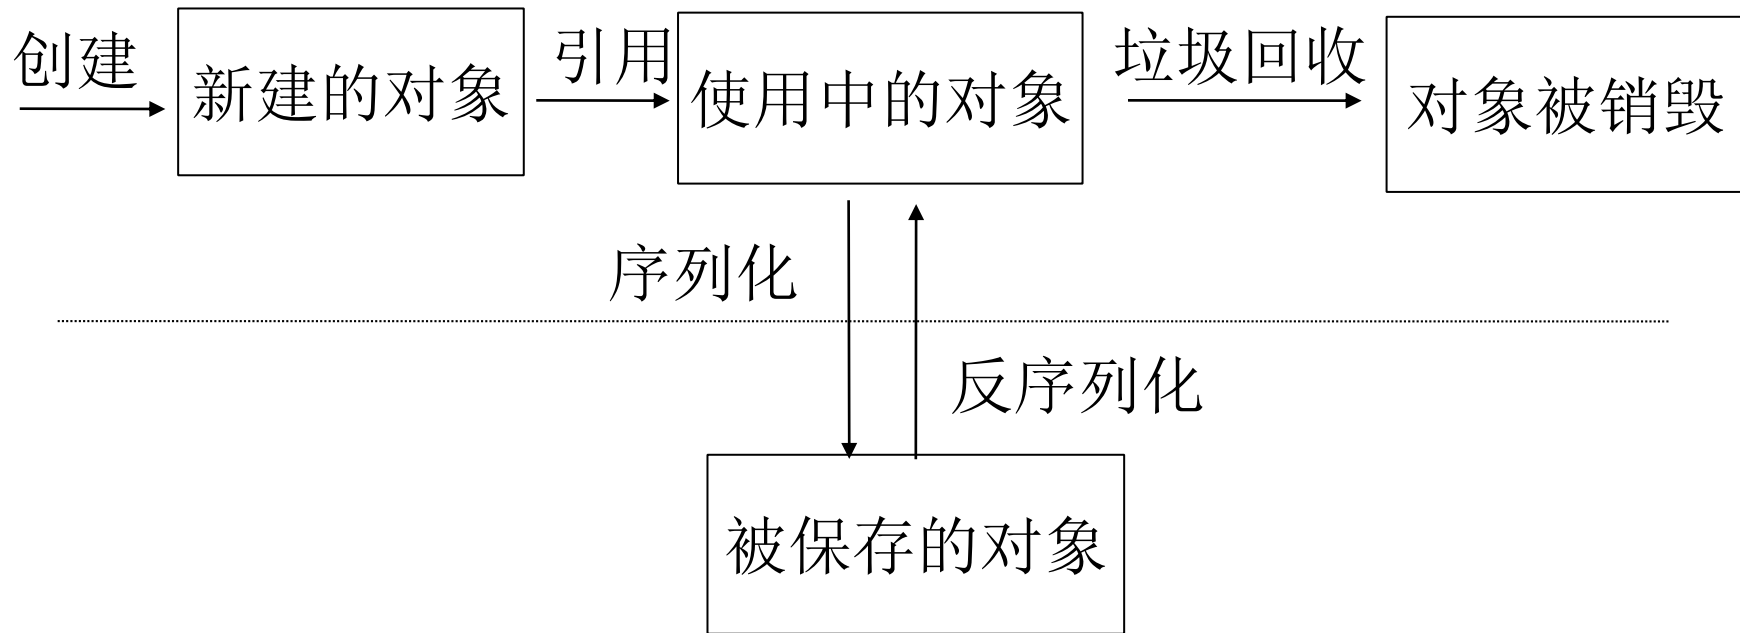 创建
新建的对象
引用
使用中的对象
垃圾回收
对象被销毁
序列化
反序列化
被保存的对象